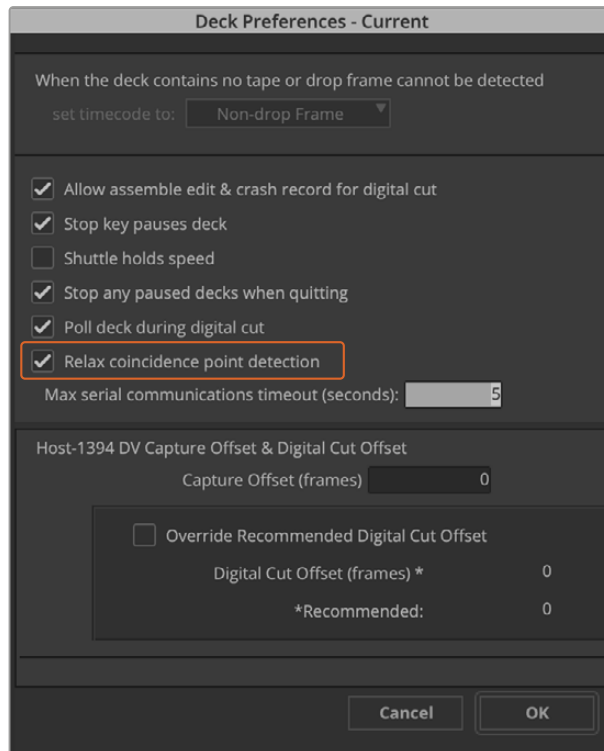 Deck Preferences - Current
When the deck contains no tape or drop frame cannot be detected
set timecode to: Non-drop Frame
Allow assemble edit & crash record for digital cut
Stop key pauses deck
Shuttle holds speed
Stop any paused decks when quitting
Poll deck during digital cut
Relax coincidence point detection
Max serial communications timeout (seconds): 5
Host-1394 DV Capture Offset & Digital Cut Offset
Capture Offset (frames) 0
Override Recommended Digital Cut Offset
Digital Cut Offset (frames) * 0
*Recommended: 0
Cancel OK